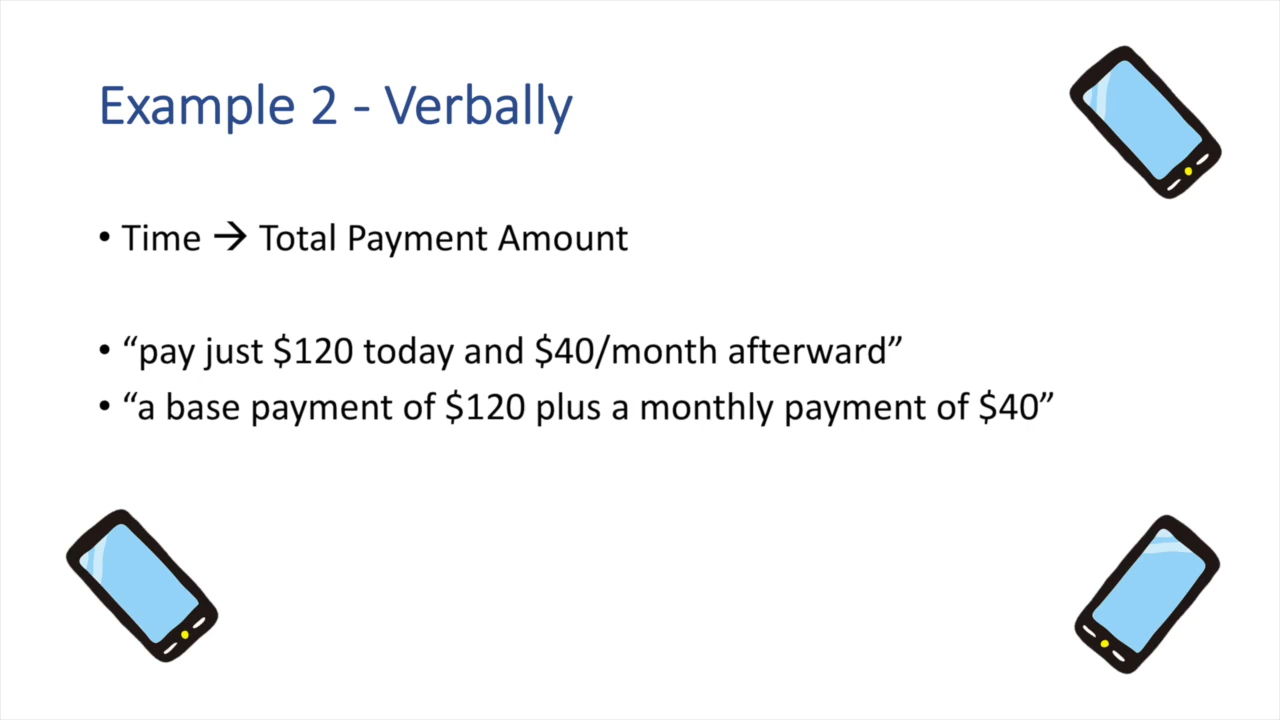 Example 2 - Verbally
• Time → Total Payment Amount
• “pay just $120 today and $40/month afterward”
• “a base payment of $120 plus a monthly payment of $40”